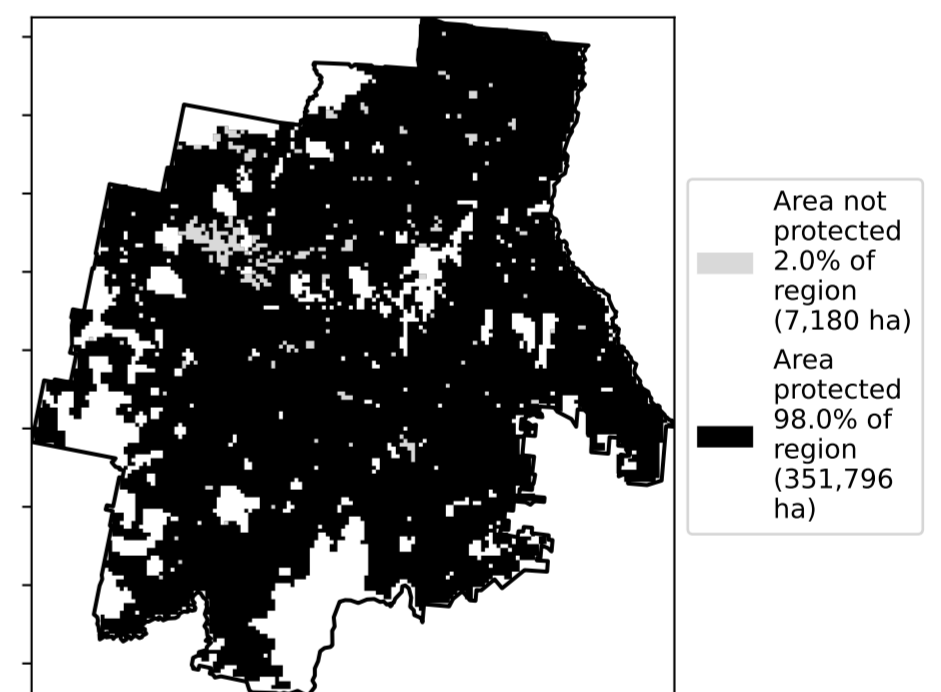 Area not
protected
2.0% of
region
(7,180 ha)
Area
protected
98.0% of
region
(351,796
ha)